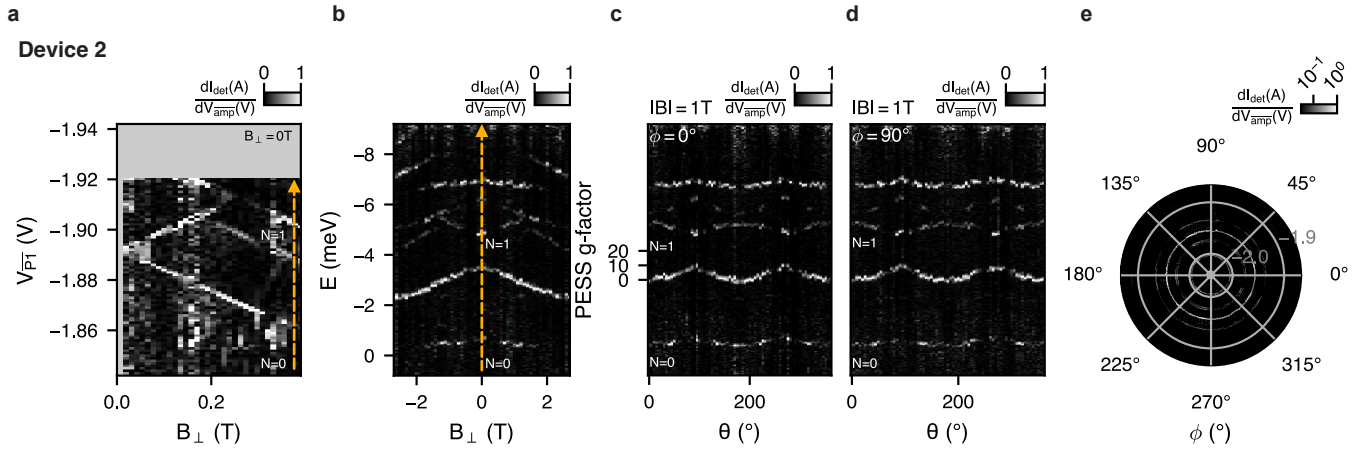 a
b
c
d
e
Device 2
0 1
dI_det(A)
dV_amp(V)
−1.94
−1.92
−1.90
−1.88
−1.86
V_P1 (V)
B⊥ = 0T
N=1
N=0
0.0 0.2
B⊥ (T)
0 1
dI_det(A)
dV_amp(V)
−8
−6
−4
−2
0
E (meV)
N=1
N=0
−2 0 2
B⊥ (T)
0 1
dI_det(A)
dV_amp(V)
|B| = 1T
ϕ = 0°
PESS g-factor
20
10
0
N=1
N=0
0 200
θ (°)
0 1
dI_det(A)
dV_amp(V)
|B| = 1T
ϕ = 90°
N=1
N=0
0 200
θ (°)
10⁻¹ 10⁰
dI_det(A)
dV_amp(V)
90°
135° 45°
−1.9
−2.0
180° 0°
225° 315°
270°
ϕ (°)